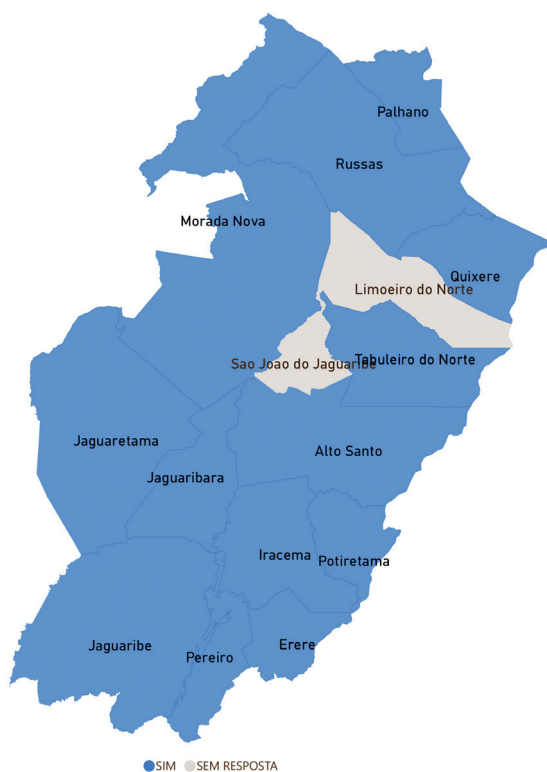 Palhano
Russas
Morada Nova
Quixere
Limoeiro do Norte
Sao Joao do Jaguaribe
Tabuleiro do Norte
Jaguaretama
Alto Santo
Jaguaribara
Iracema
Potiretama
Jaguaribe
Pereiro
Erere
SIM SEM RESPOSTA